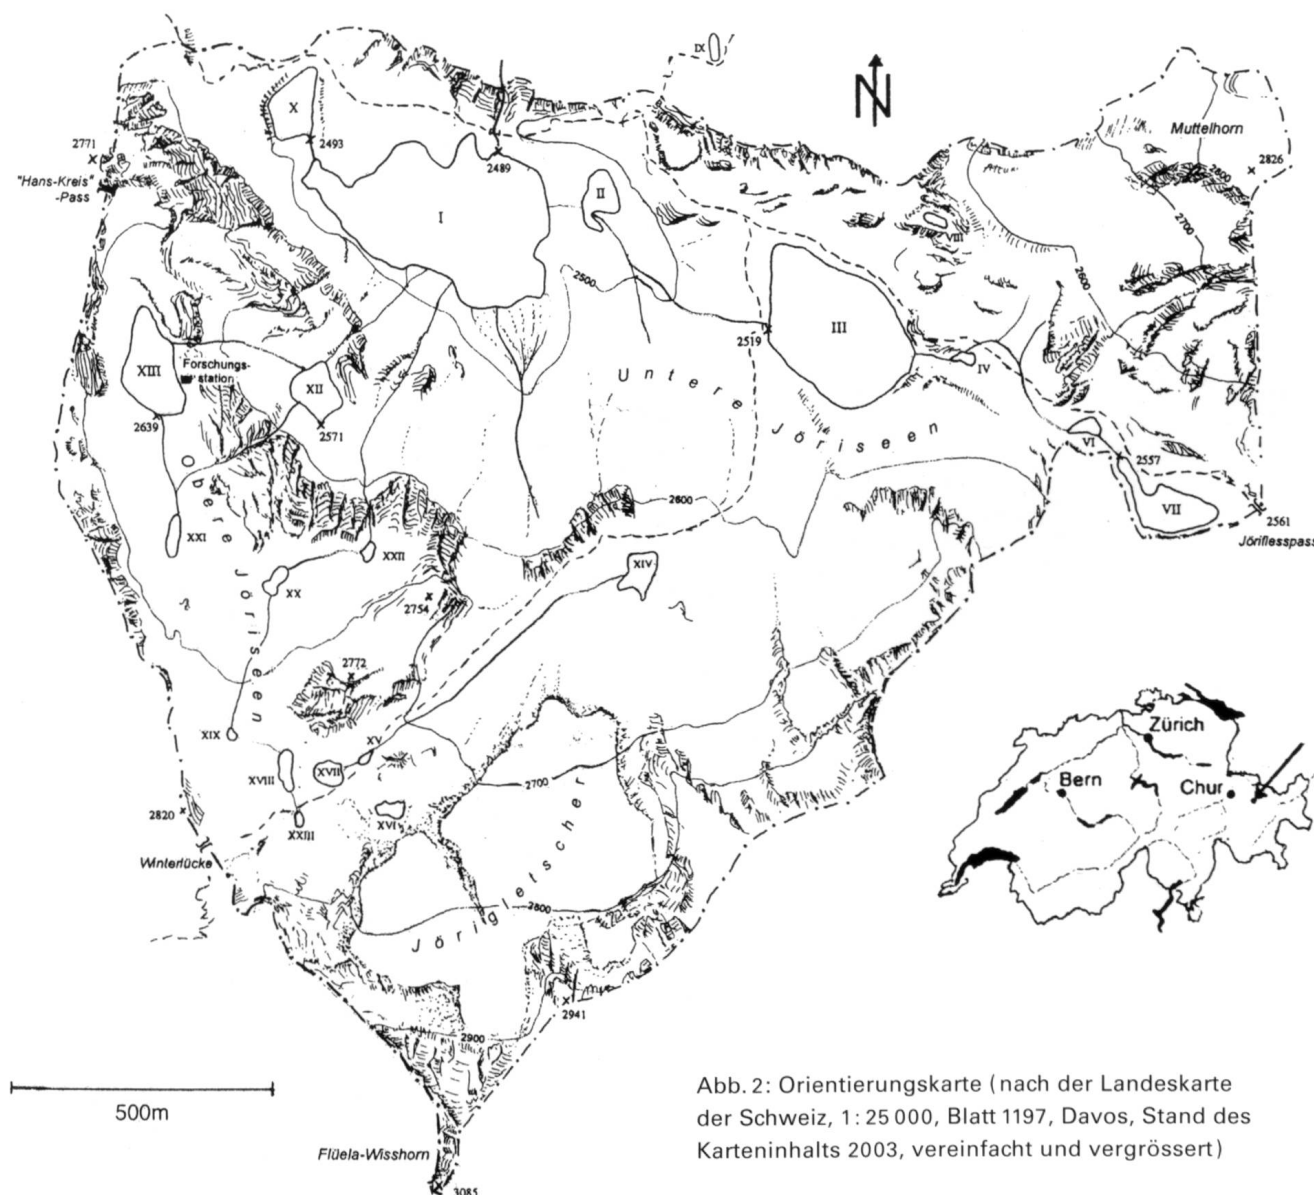 IX
N
X
Muttelhorn
2771
2493
2489
2826
"Hans-Kreis"
-Pass
II
2800
I
VIII
2700
2500
2600
XIII
2519
III
Forschungs-
station
IV
XII
Untere
2639
2571
Jöriseen
VI
2557
Obere
2600
VII
2561
XXI
XXII
Jöriflesspass
XIV
XX
2754
Jöriseen
2772
XIX
XV
Zürich
XVIII
XVII
2700
Bern
Chur
2820
XVI
XXIII
Winterlücke
2800
Jörigletscher
2941
2900
500m
Abb. 2: Orientierungskarte (nach der Landeskarte
der Schweiz, 1:25 000, Blatt 1197, Davos, Stand des
Karteninhalts 2003, vereinfacht und vergrössert)
Flüela-Wisshorn
3085